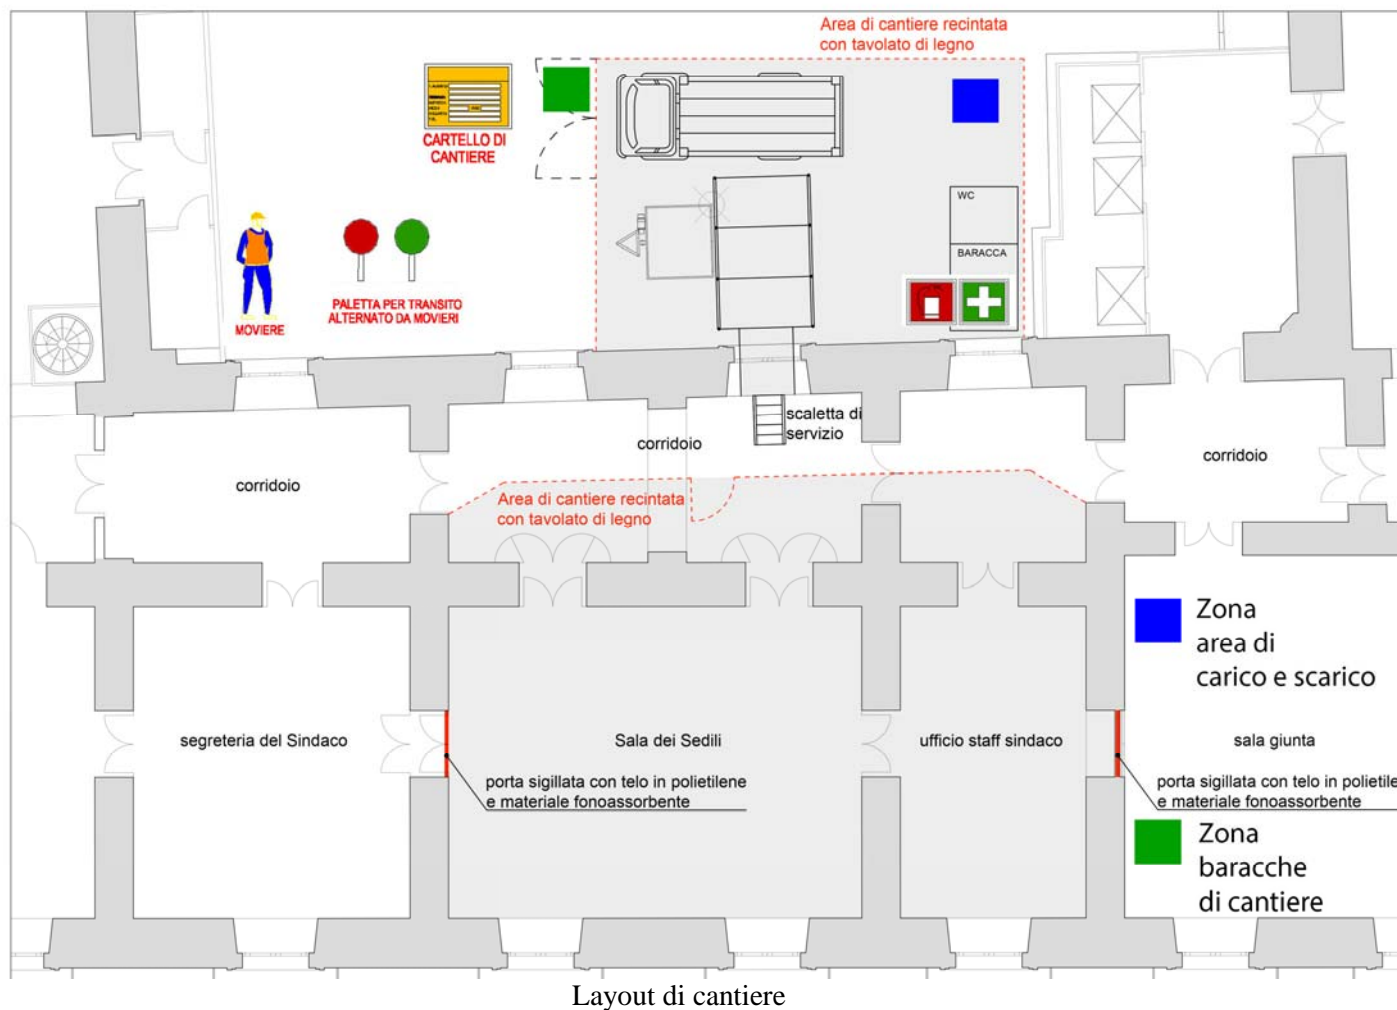 Area di cantiere recintata
con tavolato di legno
CARTELLO DI
CANTIERE
WC
BARACCA
MOVIERE
PALETTA PER TRANSITO
ALTERNATO DA MOVIERI
scaletta di
servizio
corridoio
corridoio
corridoio
Area di cantiere recintata
con tavolato di legno
Zona
area di
carico e scarico
segreteria del Sindaco
Sala dei Sedili
ufficio staff sindaco
sala giunta
porta sigillata con telo in polietilene
e materiale fonoassorbente
porta sigillata con telo in polietile
e materiale fonoassorbente
Zona
baracche
di cantiere
Layout di cantiere